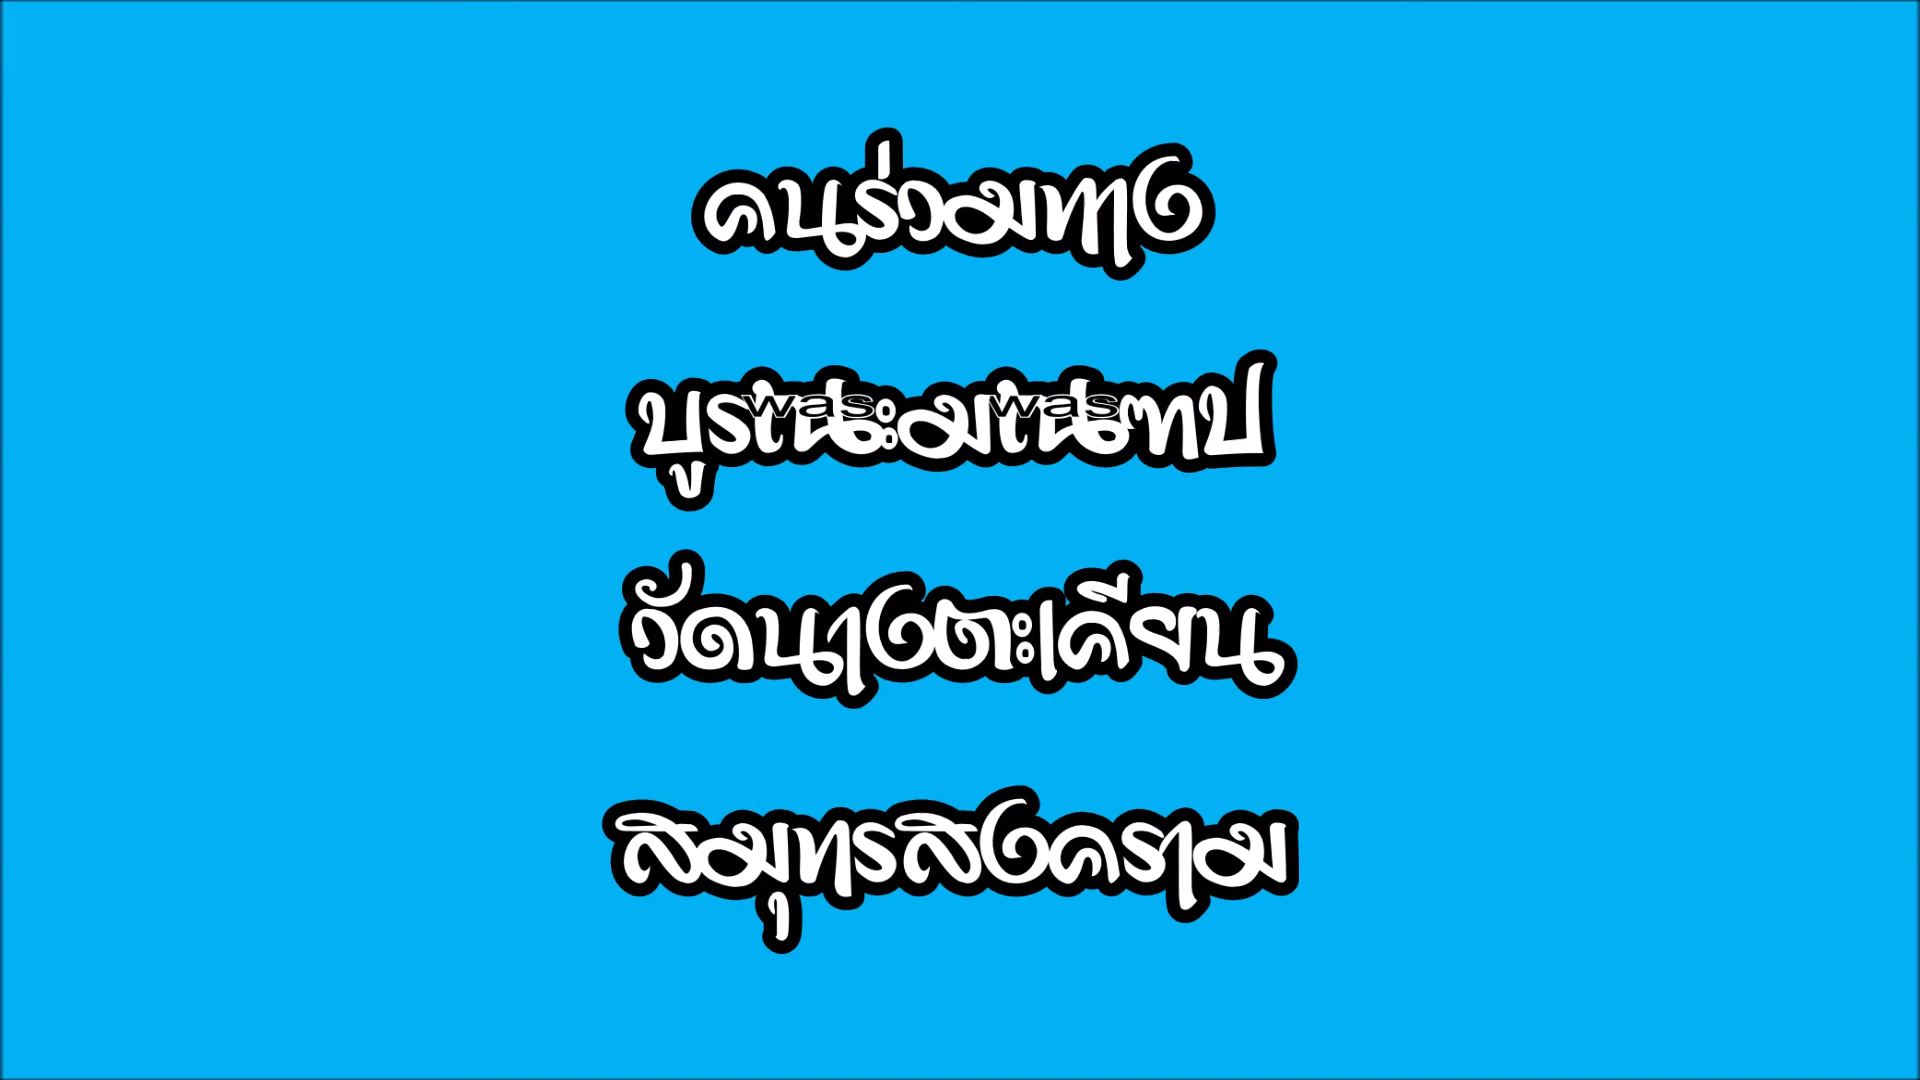 คนร่วมทาง
บูรณะมณฑป
วัดนางตะเคียน
สมุทรสงคราม